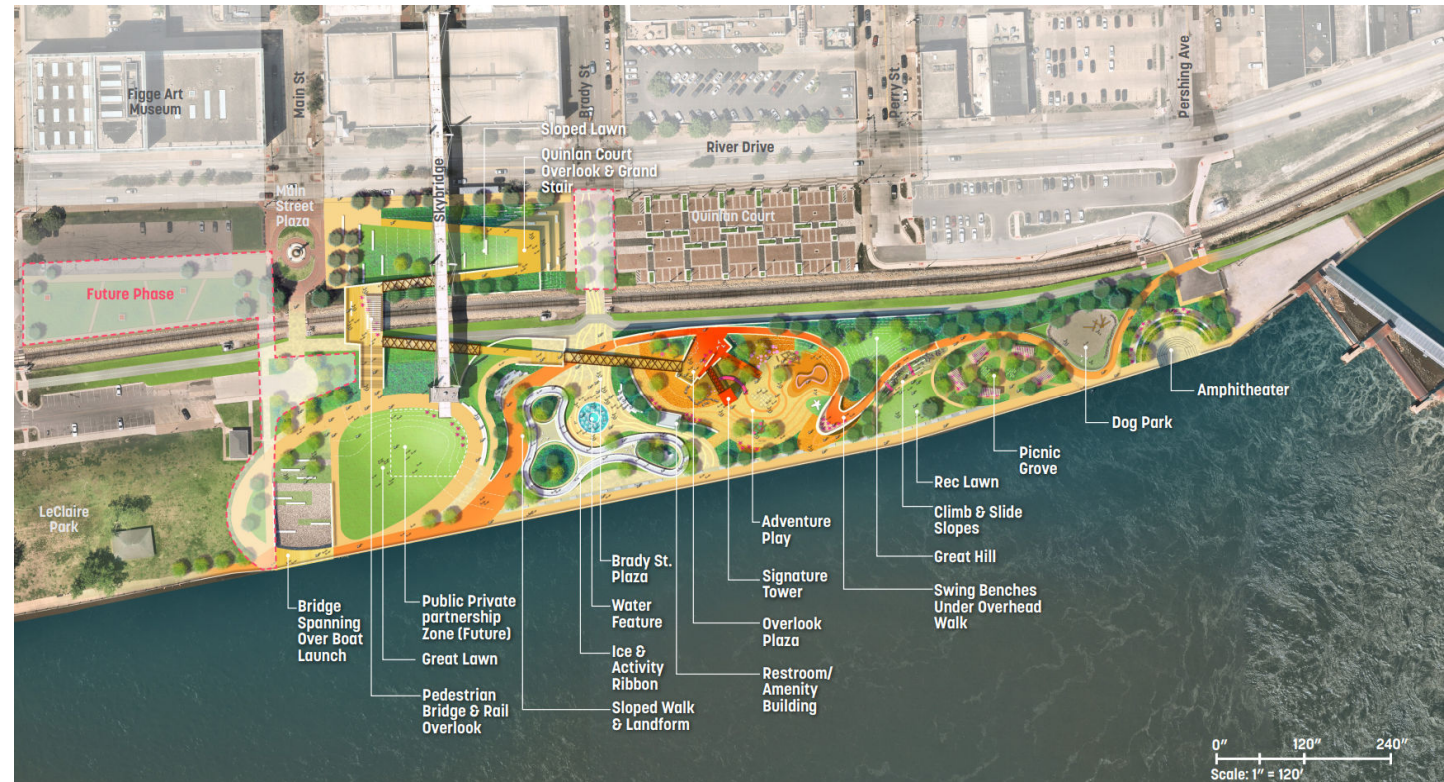 Figge Art
Museum
Main St
Skybridge
Brady St
Perry St.
Pershing Ave
River Drive
Sloped Lawn
Quinlan Court
Overlook & Grand
Stair
Main
Street
Plaza
Quinlan Court
Future Phase
LeClaire
Park
Amphitheater
Dog Park
Picnic
Grove
Rec Lawn
Climb & Slide
Slopes
Great Hill
Swing Benches
Under Overhead
Walk
Adventure
Play
Signature
Tower
Overlook
Plaza
Restroom/
Amenity
Building
Brady St.
Plaza
Water
Feature
Ice &
Activity
Ribbon
Sloped Walk
& Landform
Public Private
partnership
Zone (Future)
Great Lawn
Pedestrian
Bridge & Rail
Overlook
Bridge
Spanning
Over Boat
Launch
0" 120" 240"
Scale: 1" = 120'